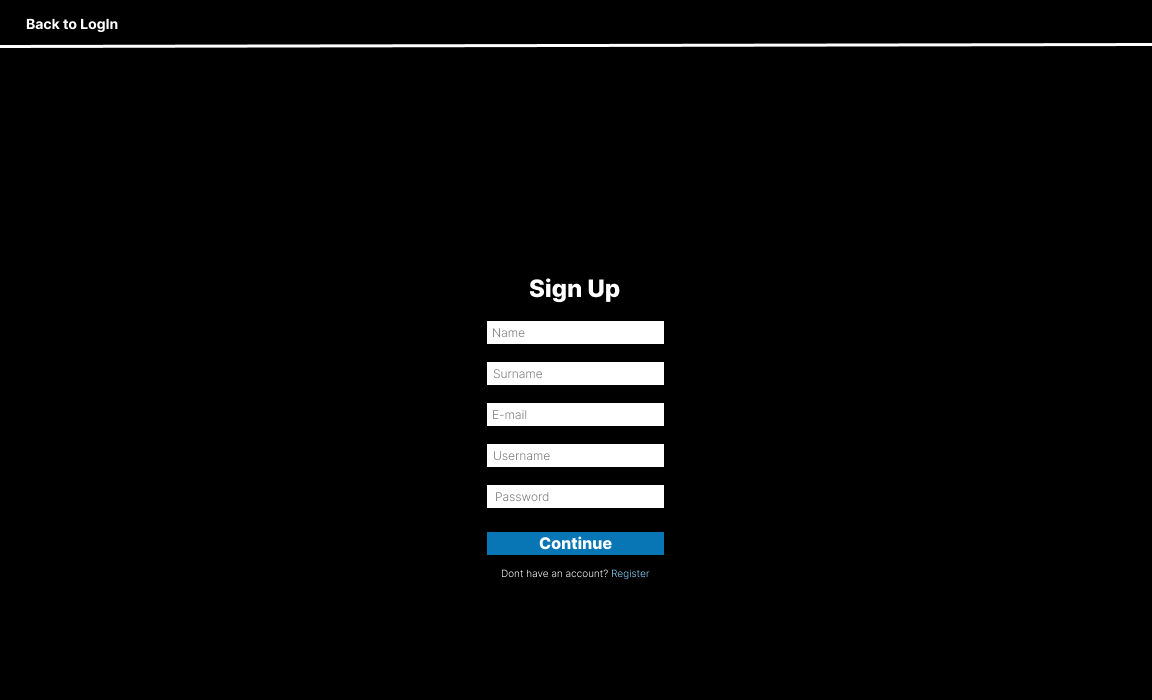 Back to LogIn
Sign Up
Name
Surname
E-mail
Username
Password
Continue
Dont have an account? Register